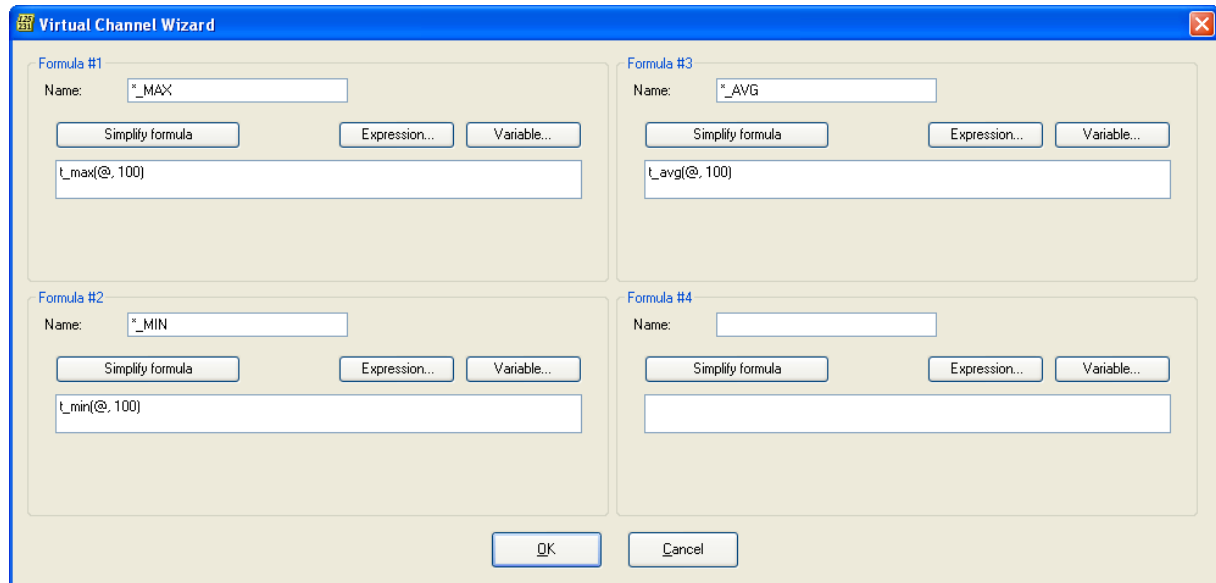 Virtual Channel Wizard
Formula #1
Name: *_MAX
Simplify formula Expression... Variable...
t_max(@, 100)
Formula #3
Name: *_AVG
Simplify formula Expression... Variable...
t_avg(@, 100)
Formula #2
Name: *_MIN
Simplify formula Expression... Variable...
t_min(@, 100)
Formula #4
Name:
Simplify formula Expression... Variable...
OK Cancel